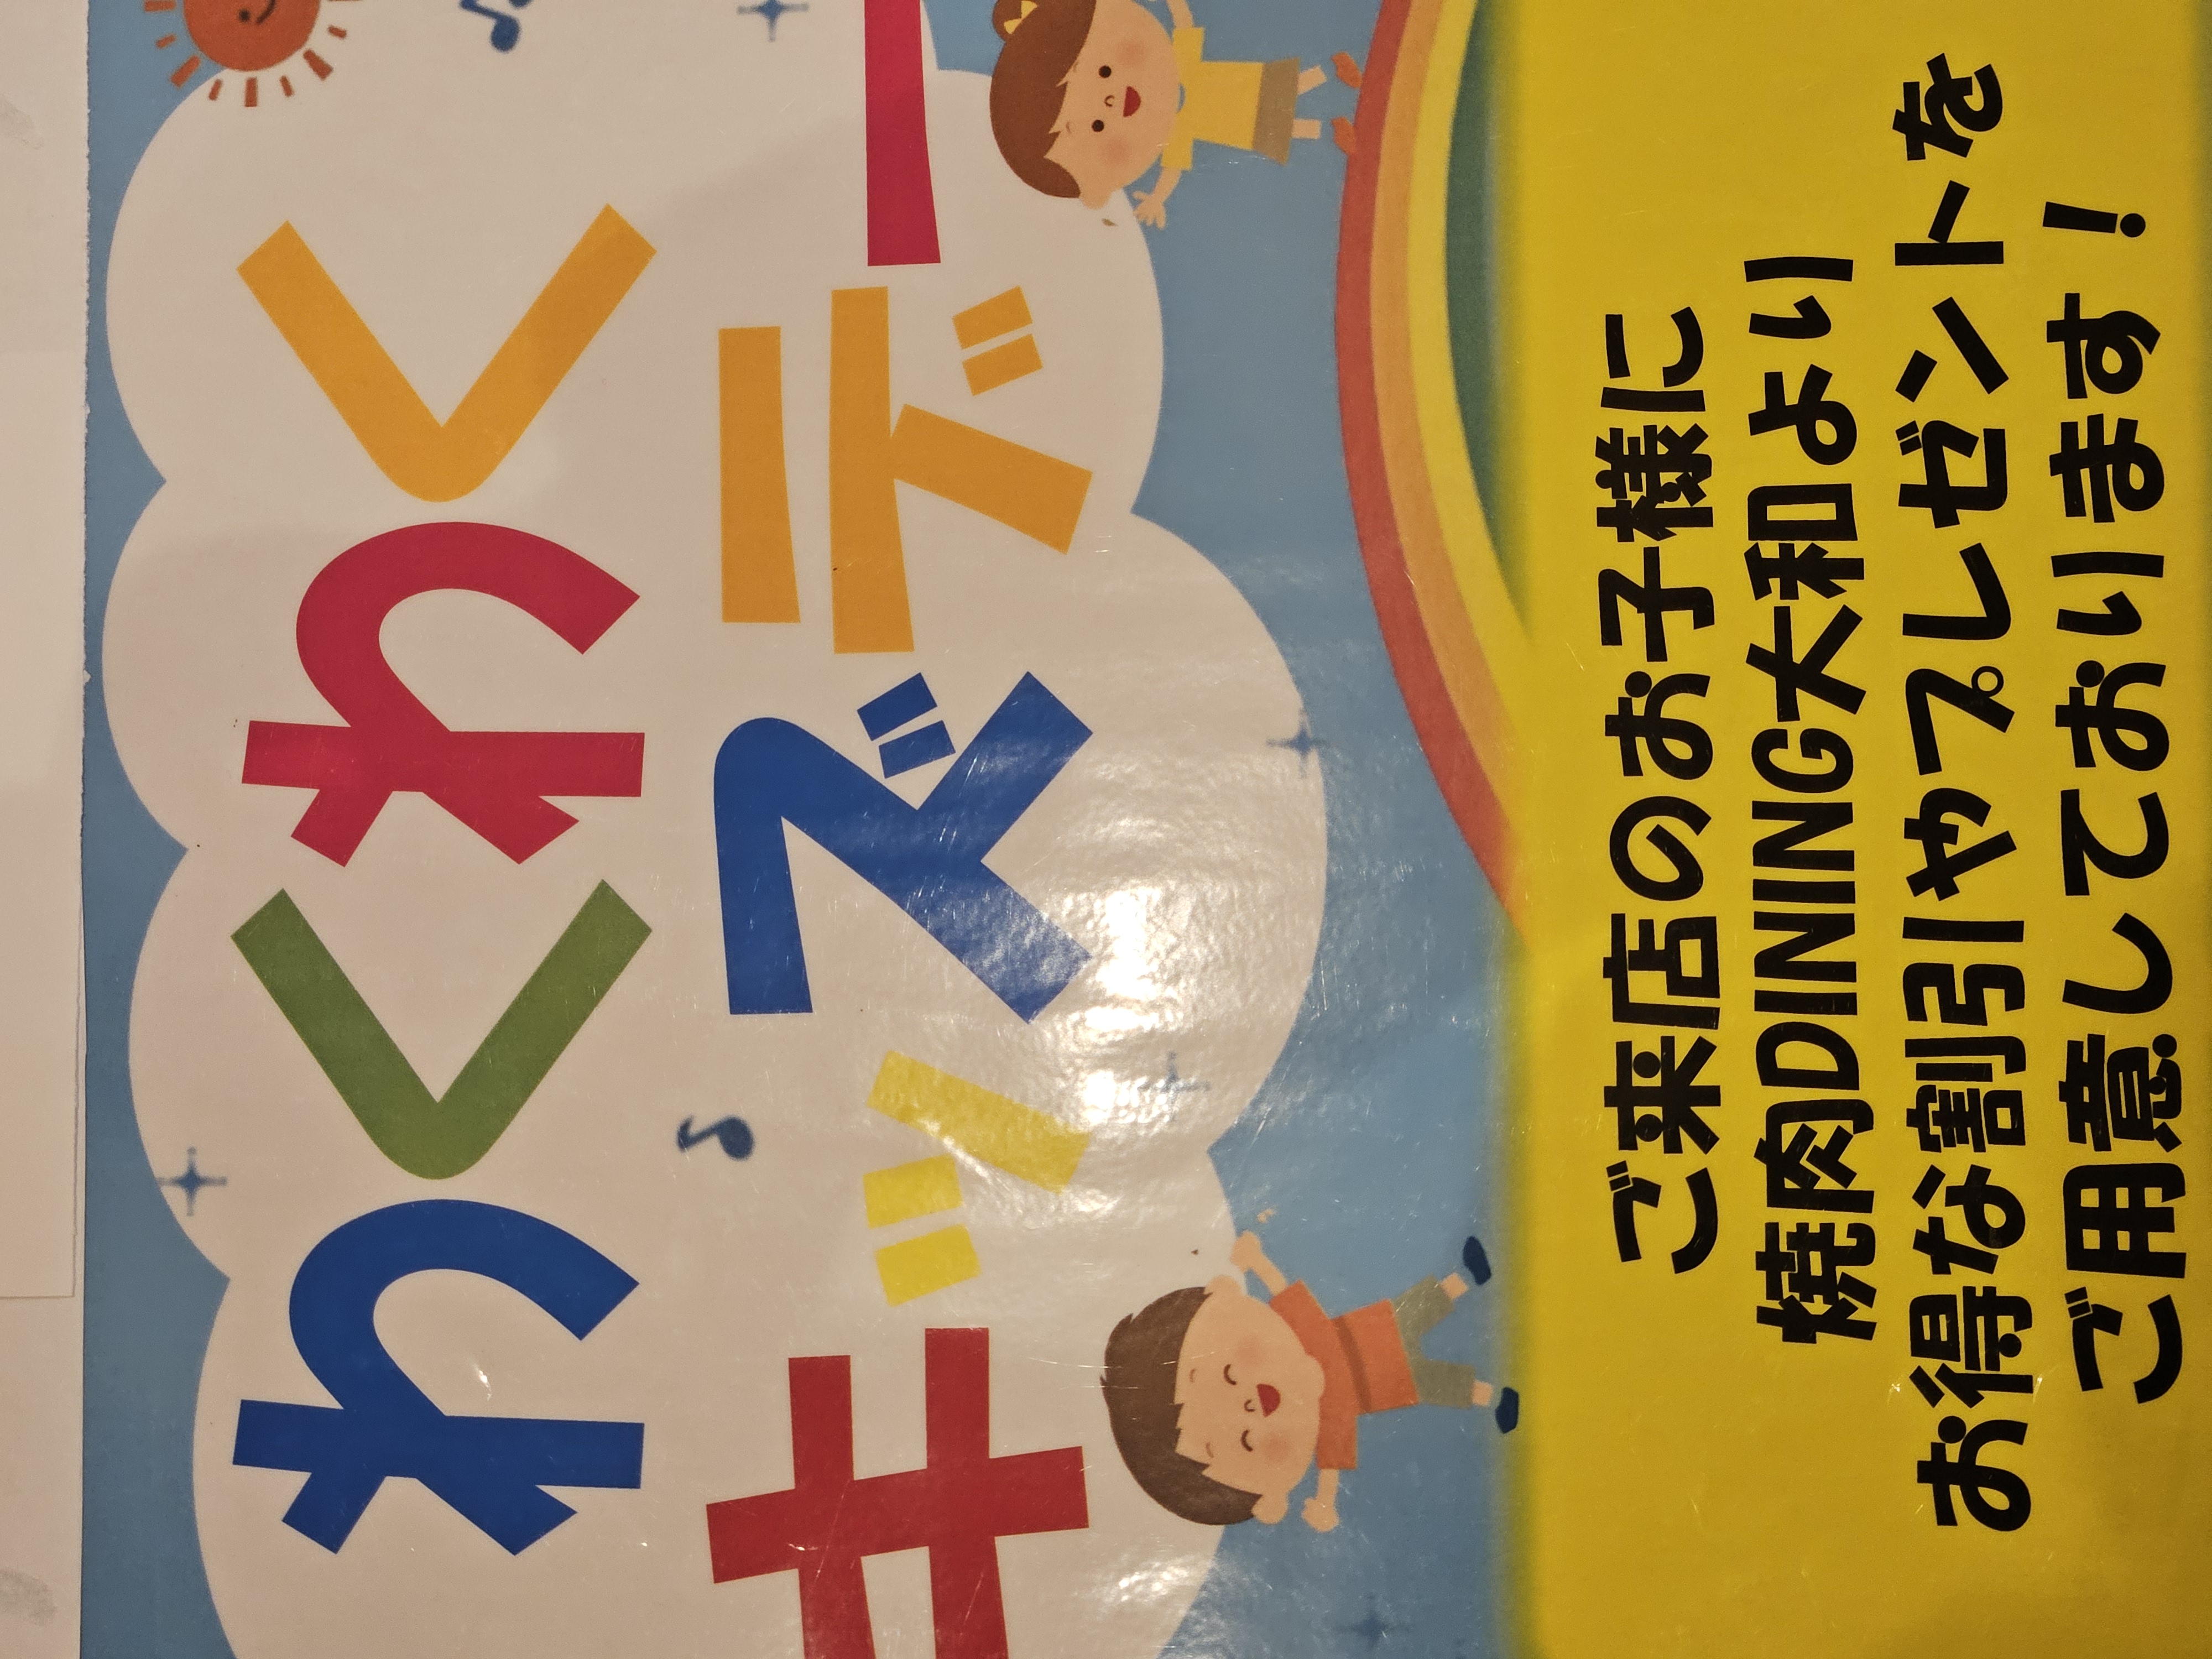 わくわく
キッズデー
ご来店のお子様に
焼肉DINING大和より
お得な割引やプレゼントを
ご用意しております！